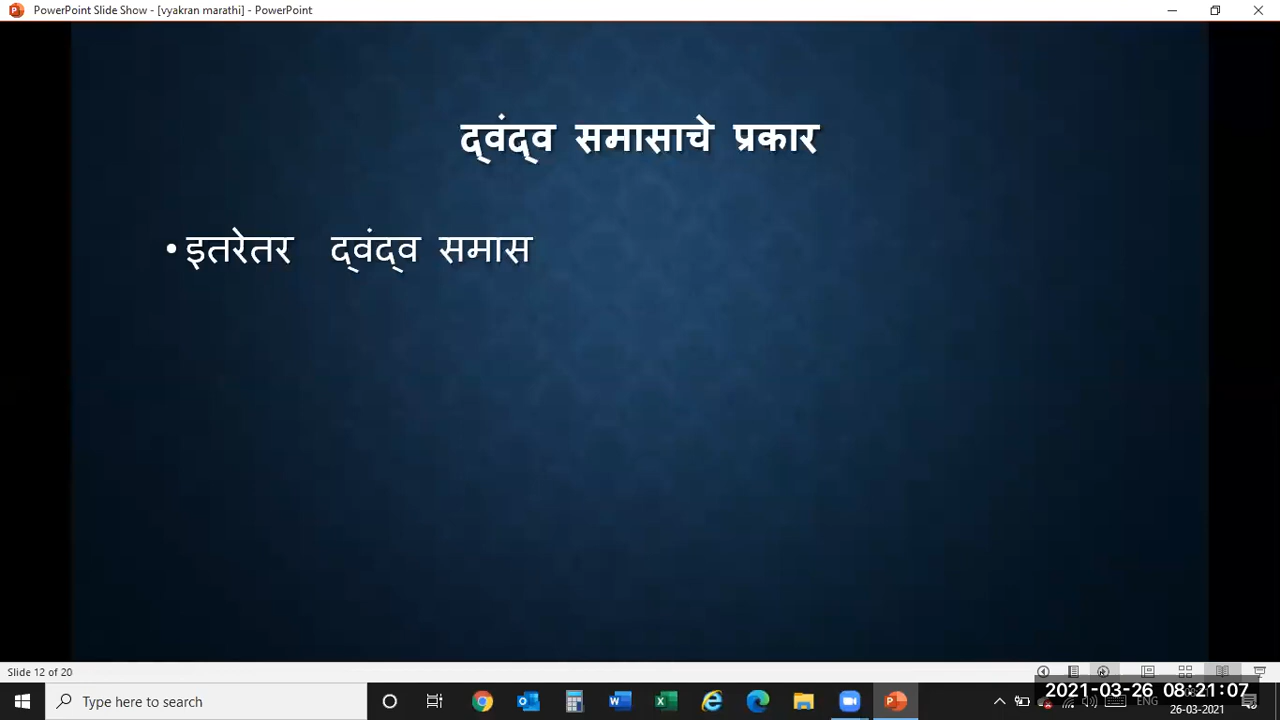 PowerPoint Slide Show - [vyakran marathi] - PowerPoint
द्वंद्व समासाचे प्रकार
• इतरेतर द्वंद्व समास
Slide 12 of 20
Type here to search
ENG
2021-03-26 08:21:07
26-03-2021